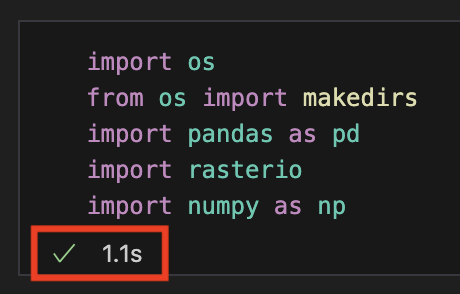 import os
from os import makedirs
import pandas as pd
import rasterio
import numpy as np
✓ 1.1s